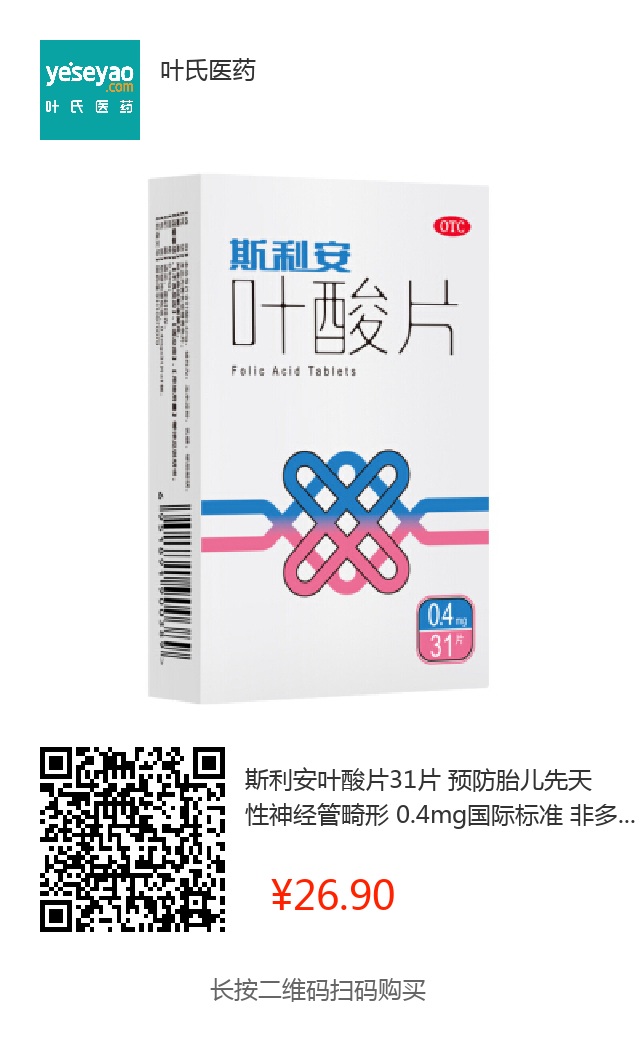 yeseyao
.com
叶氏医药
叶氏医药
OTC
斯利安
叶酸片
Folic Acid Tablets
0.4mg
31片
斯利安叶酸片31片 预防胎儿先天
性神经管畸形 0.4mg国际标准 非多...
¥26.90
长按二维码扫码购买